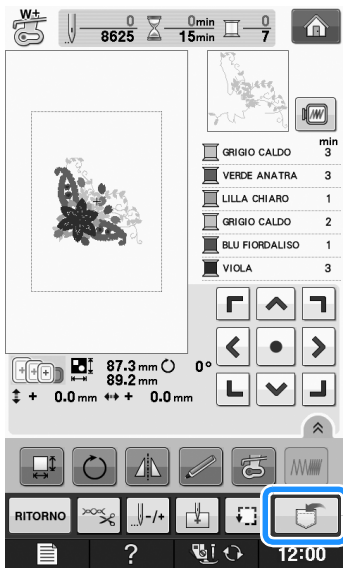 W+
0 0min 0
8625 15min 7
min
GRIGIO CALDO 3
VERDE ANATRA 3
LILLA CHIARO 1
GRIGIO CALDO 2
BLU FIORDALISO 1
VIOLA 3
87.3 mm 0°
89.2 mm
+ 0.0 mm + 0.0 mm
RITORNO -/+
? 12:00